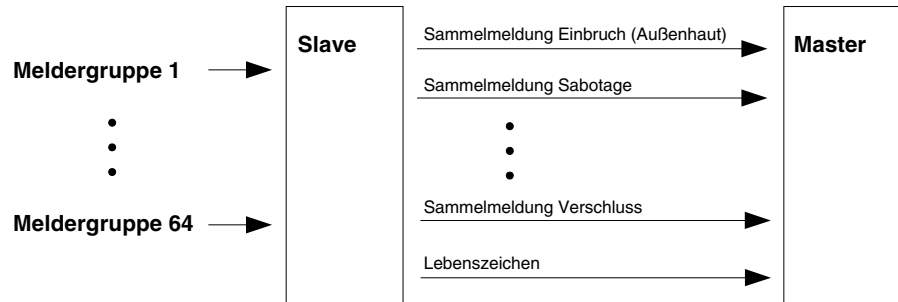 Slave
Sammelmeldung Einbruch (Außenhaut)
Master
Meldergruppe 1
Sammelmeldung Sabotage
Sammelmeldung Verschluss
Meldergruppe 64
Lebenszeichen